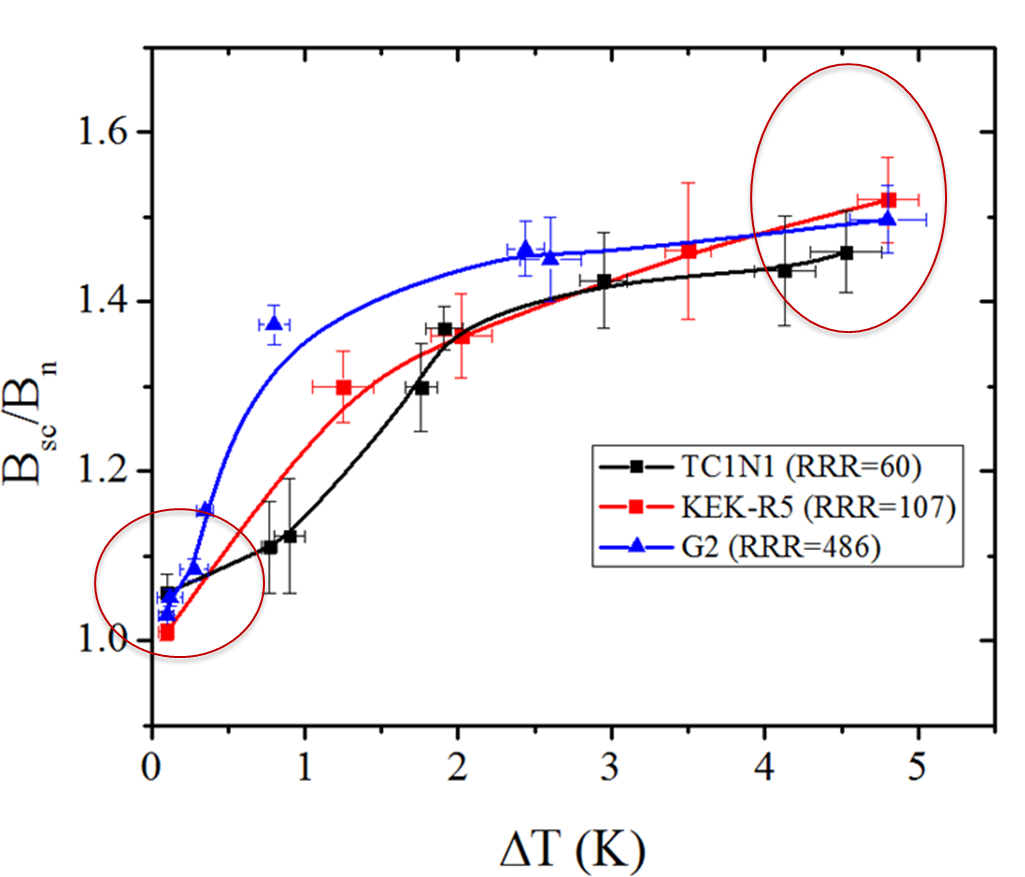 1.6
1.4
1.2
1.0
Bsc/Bn
TC1N1 (RRR=60)
KEK-R5 (RRR=107)
G2 (RRR=486)
0 1 2 3 4 5
ΔT (K)